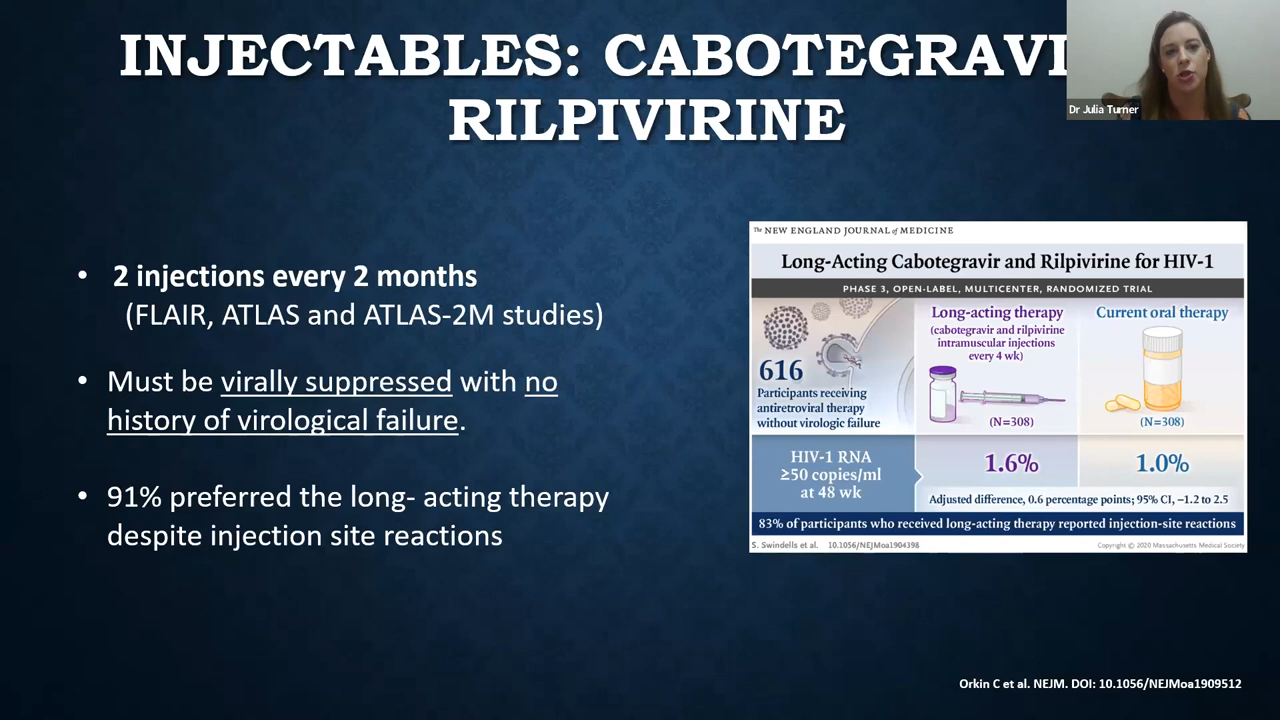 INJECTABLES: CABOTEGRAVI
RILPIVIRINE
Dr Julia Turner
• 2 injections every 2 months
(FLAIR, ATLAS and ATLAS-2M studies)
• Must be virally suppressed with no
history of virological failure.
• 91% preferred the long- acting therapy
despite injection site reactions
The NEW ENGLAND JOURNAL of MEDICINE
Long-Acting Cabotegravir and Rilpivirine for HIV-1
PHASE 3, OPEN-LABEL, MULTICENTER, RANDOMIZED TRIAL
616
Participants receiving
antiretroviral therapy
without virologic failure
Long-acting therapy
(cabotegravir and rilpivirine
intramuscular injections
every 4 wk)
(N=308)
Current oral therapy
(N=308)
HIV-1 RNA
≥50 copies/ml
at 48 wk
1.6%
1.0%
Adjusted difference, 0.6 percentage points; 95% CI, −1.2 to 2.5
83% of participants who received long-acting therapy reported injection-site reactions
S. Swindells et al. 10.1056/NEJMoa1904398
Copyright © 2020 Massachusetts Medical Society
Orkin C et al. NEJM. DOI: 10.1056/NEJMoa1909512